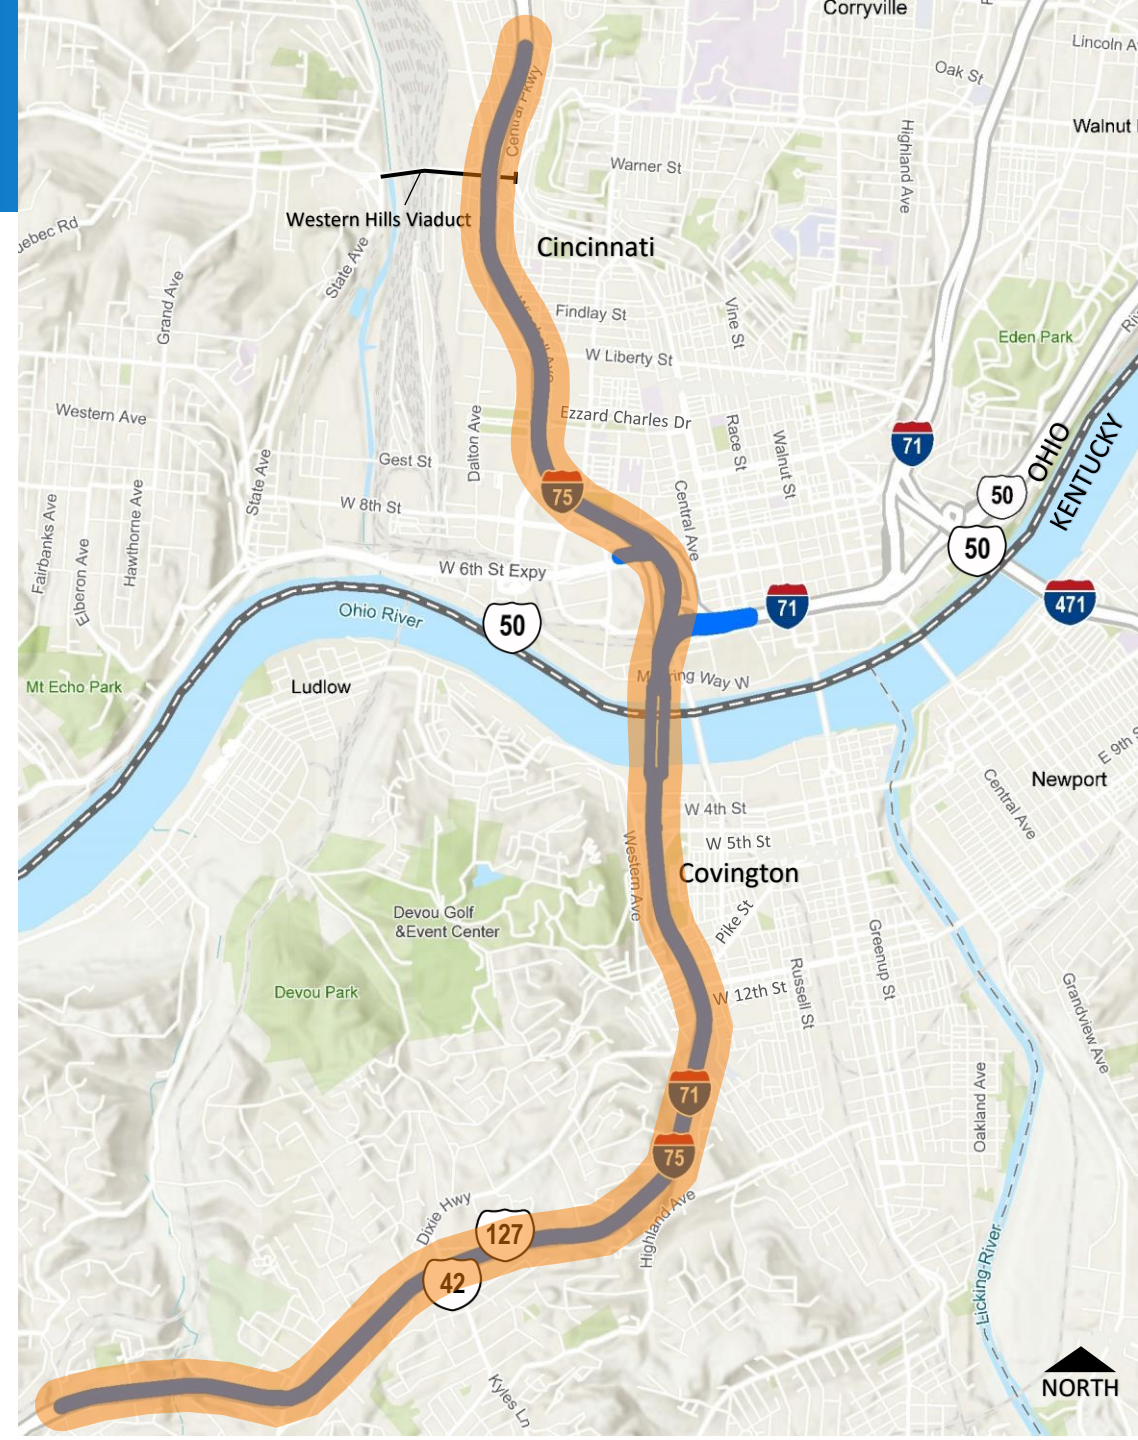 Corryville
Lincoln A
Oak St
Central Pkwy
Walnut
Highland Ave
Warner St
Western Hills Viaduct
uebec Rd
Cincinnati
State Ave
Grand Ave
Findlay St
Vine St
Eden Park
W Liberty St
Western Ave
Ezzard Charles Dr
Dalton Ave
Race St
Walnut St
71
OHIO
KENTUCKY
Gest St
State Ave
75
50
W 8th St
Central Ave
50
Fairbanks Ave
Elberon Ave
Hawthorne Ave
W 6th St Expy
Ohio River
50
71
471
Mt Echo Park
Ludlow
Newport
E 9th S
Central Ave
W 4th St
W 5th St
Western Ave
Covington
Devou Golf
&Event Center
Pike St
Greenup St
Devou Park
W 12th St
Russell St
Grandview Ave
71
Oakland Ave
75
Dixie Hwy
127
Highland Ave
42
Licking River
Kyles Ln
NORTH